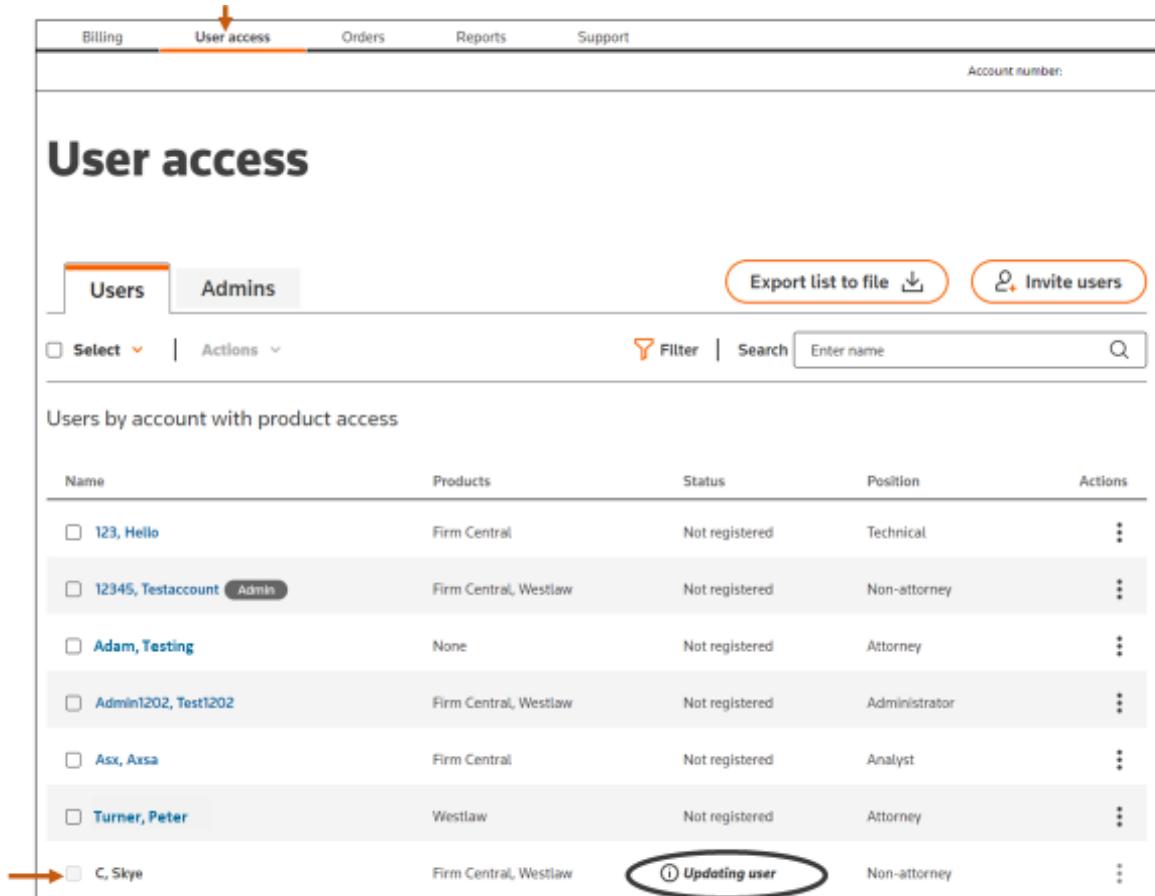 Billing User access Orders Reports Support
Account number:
User access
Users Admins Export list to file Invite users
Select Actions Filter Search Enter name
Users by account with product access
Name Products Status Position Actions
123, Hello Firm Central Not registered Technical
12345, Testaccount Admin Firm Central, Westlaw Not registered Non-attorney
Adam, Testing None Not registered Attorney
Admin1202, Test1202 Firm Central, Westlaw Not registered Administrator
Asx, Axsa Firm Central Not registered Analyst
Turner, Peter Westlaw Not registered Attorney
C, Skye Firm Central, Westlaw Updating user Non-attorney